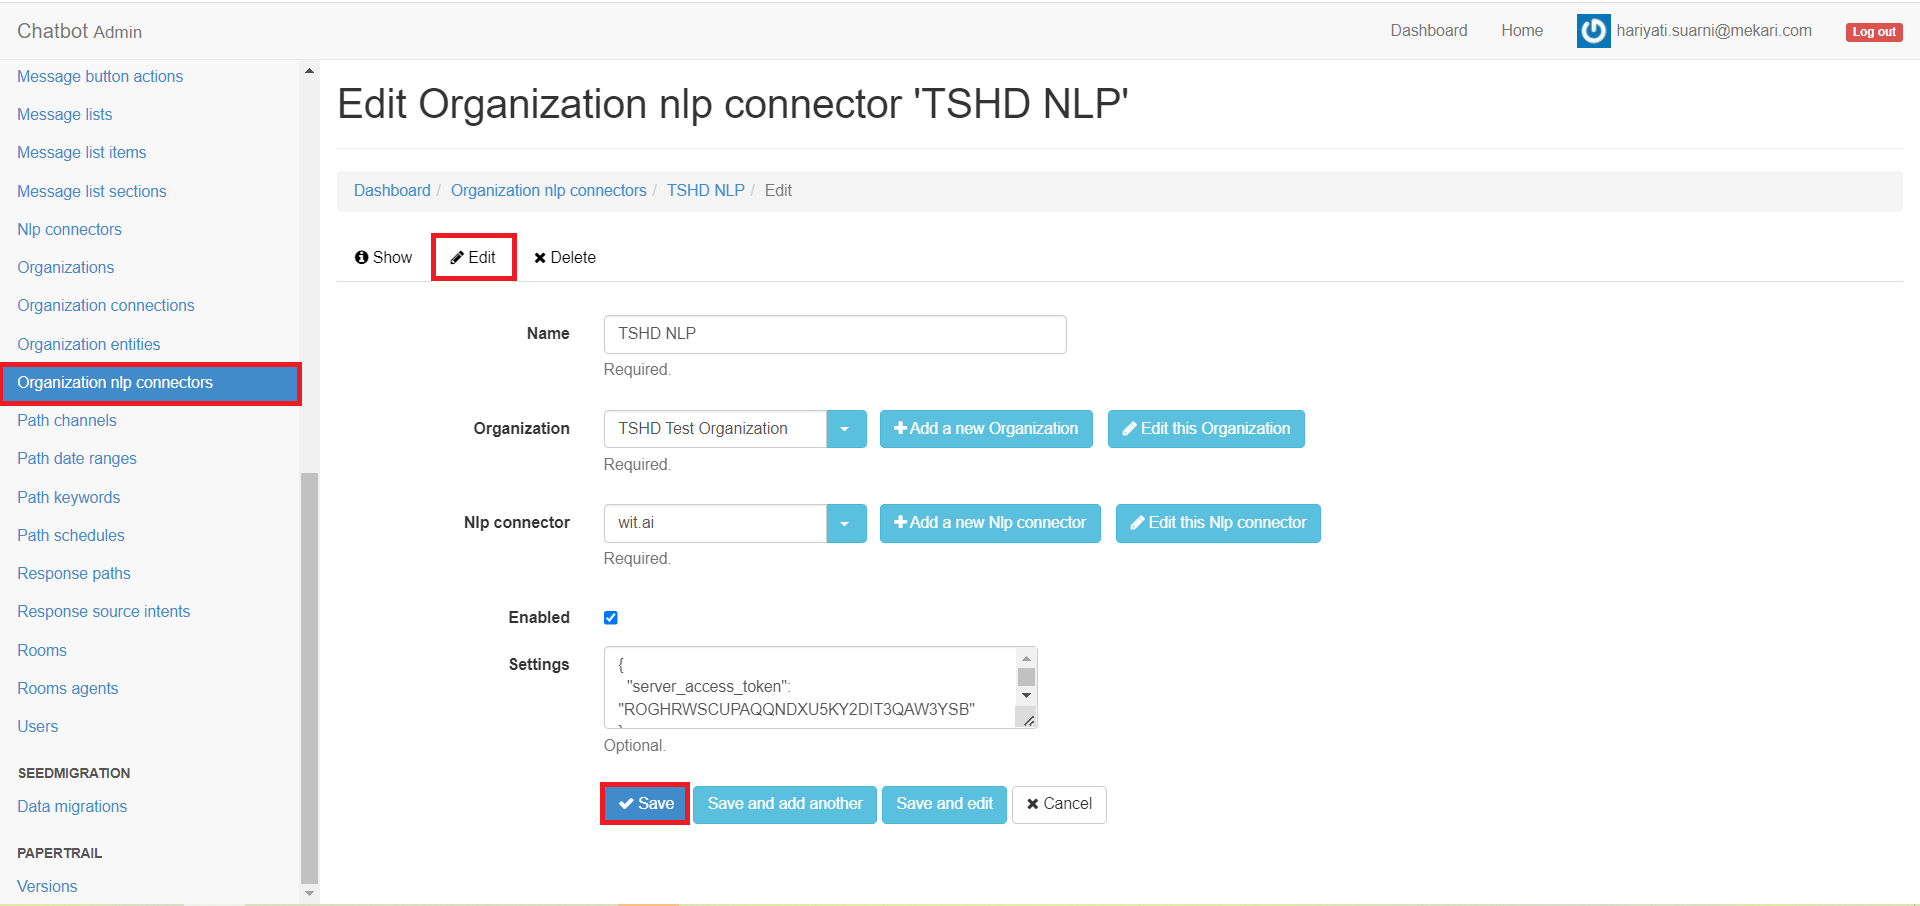 Chatbot Admin
Dashboard
Home
hariyati.suarni@mekari.com
Log out
Message button actions
Message lists
Message list items
Message list sections
Nlp connectors
Organizations
Organization connections
Organization entities
Organization nlp connectors
Path channels
Path date ranges
Path keywords
Path schedules
Response paths
Response source intents
Rooms
Rooms agents
Users
SEEDMIGRATION
Data migrations
PAPERTRAIL
Versions
Edit Organization nlp connector 'TSHD NLP'
Dashboard / Organization nlp connectors / TSHD NLP / Edit
Show
Edit
Delete
Name
TSHD NLP
Required.
Organization
TSHD Test Organization
Add a new Organization
Edit this Organization
Required.
Nlp connector
wit.ai
Add a new Nlp connector
Edit this Nlp connector
Required.
Enabled
Settings
{
"server_access_token":
"ROGHRWSCUPAQQNDXU5KY2DIT3QAW3YSB"
Optional.
Save
Save and add another
Save and edit
Cancel